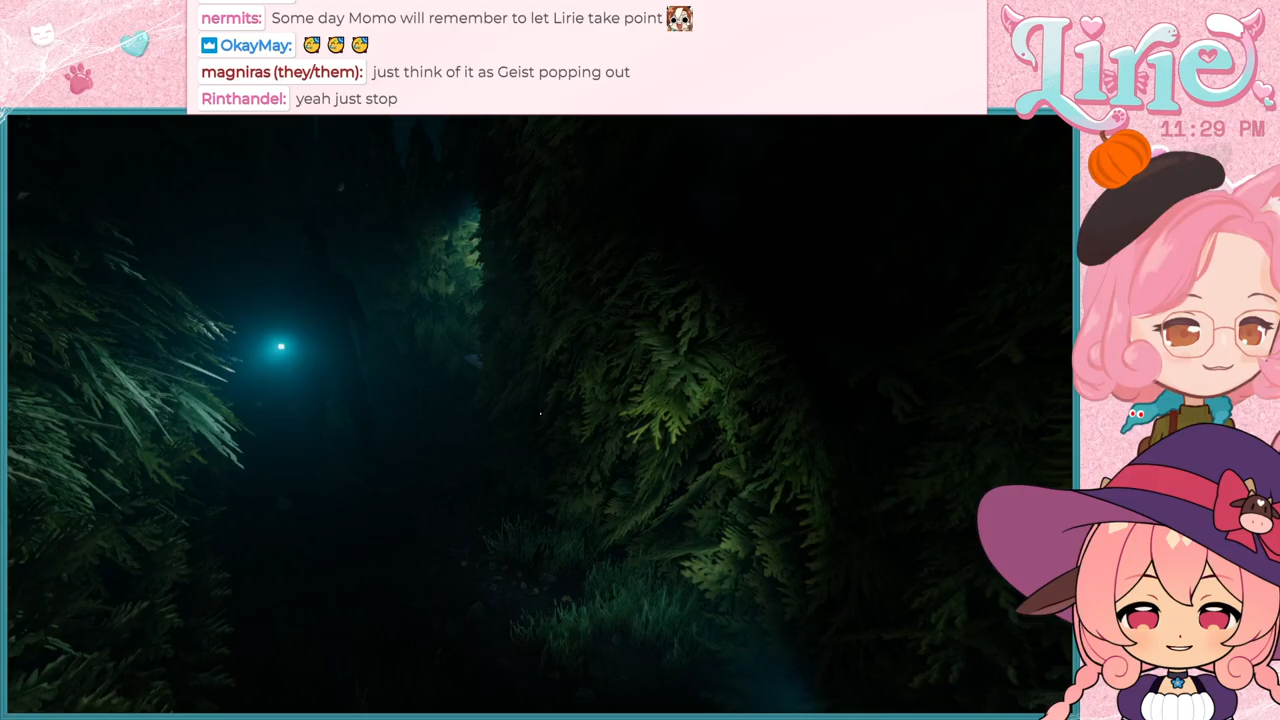 nermits: Some day Momo will remember to let Lirie take point
OkayMay:
magniras (they/them): just think of it as Geist popping out
Rinthandel: yeah just stop
Lirie
11:29 PM